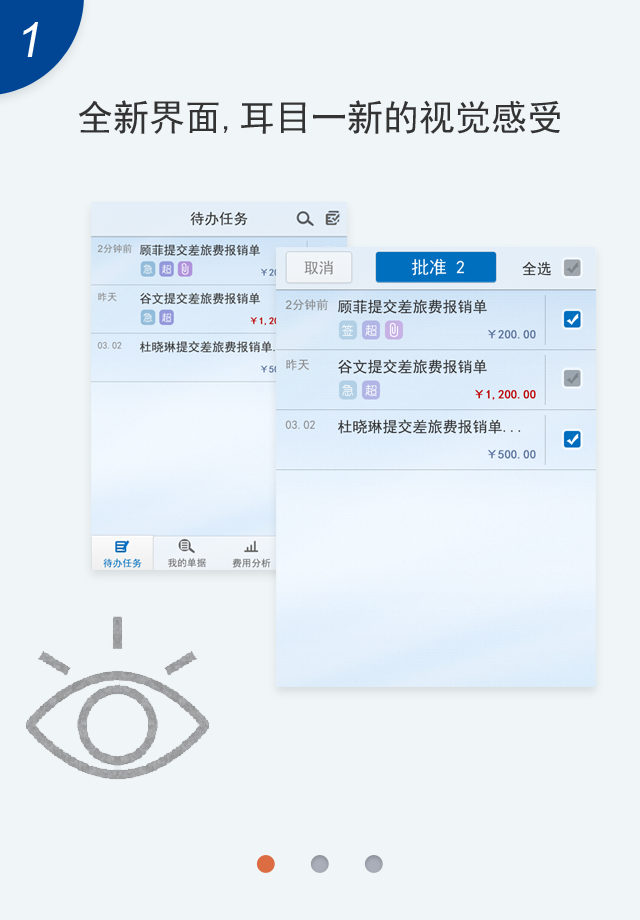 1
全新界面,耳目一新的视觉感受
待办任务
2分钟前 顾菲提交差旅费报销单
急 超
￥20
昨天 谷文提交差旅费报销单
急 超
￥1,20
03.02 杜晓琳提交差旅费报销单.
￥50
待办任务 我的单据 费用分析
取消 批准 2 全选
2分钟前 顾菲提交差旅费报销单
签 超
￥200.00
昨天 谷文提交差旅费报销单
急 超
￥1,200.00
03.02 杜晓琳提交差旅费报销单...
￥500.00